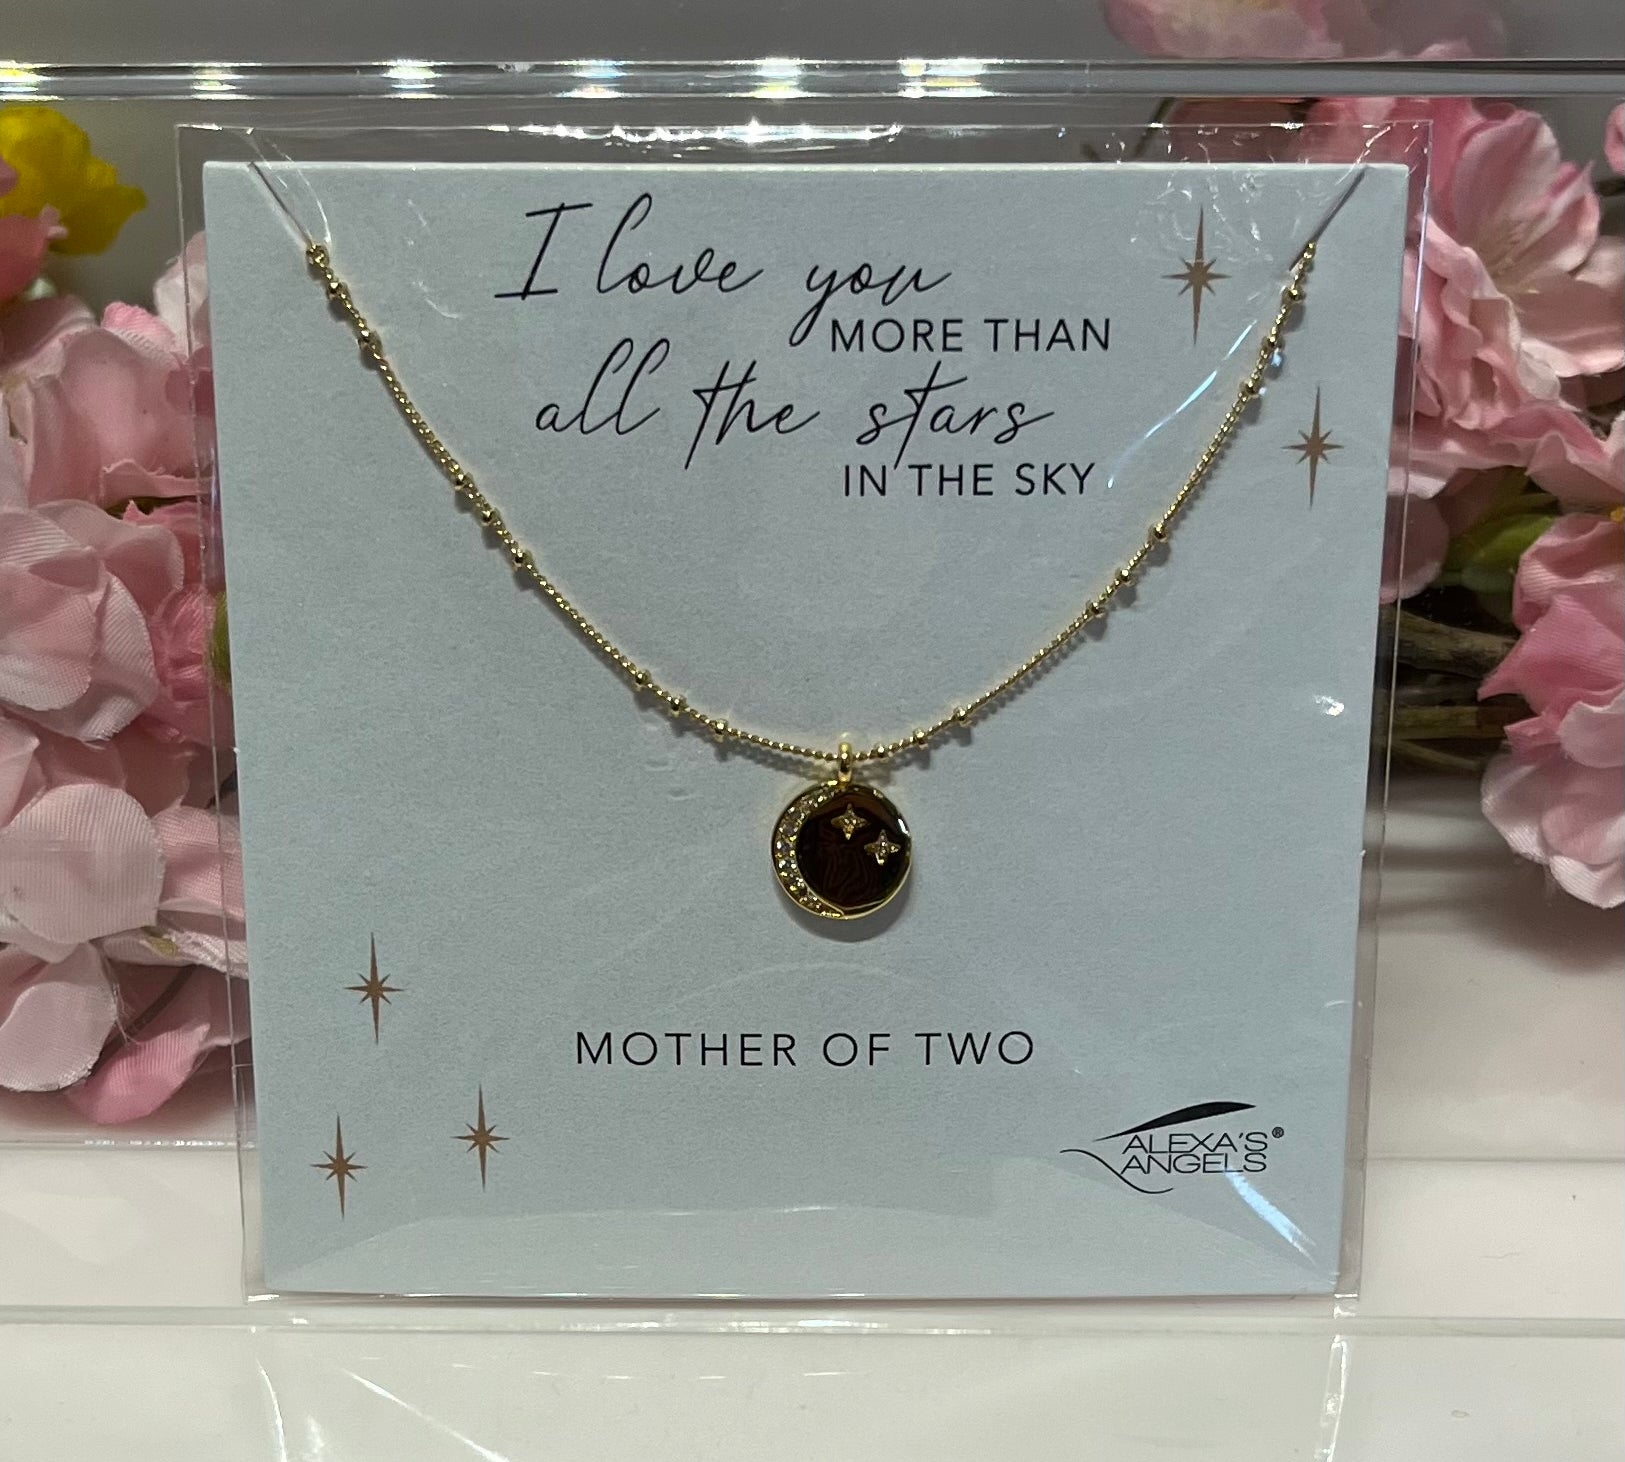 I love you
MORE THAN
all the stars
IN THE SKY
MOTHER OF TWO
ALEXA'S®
ANGELS